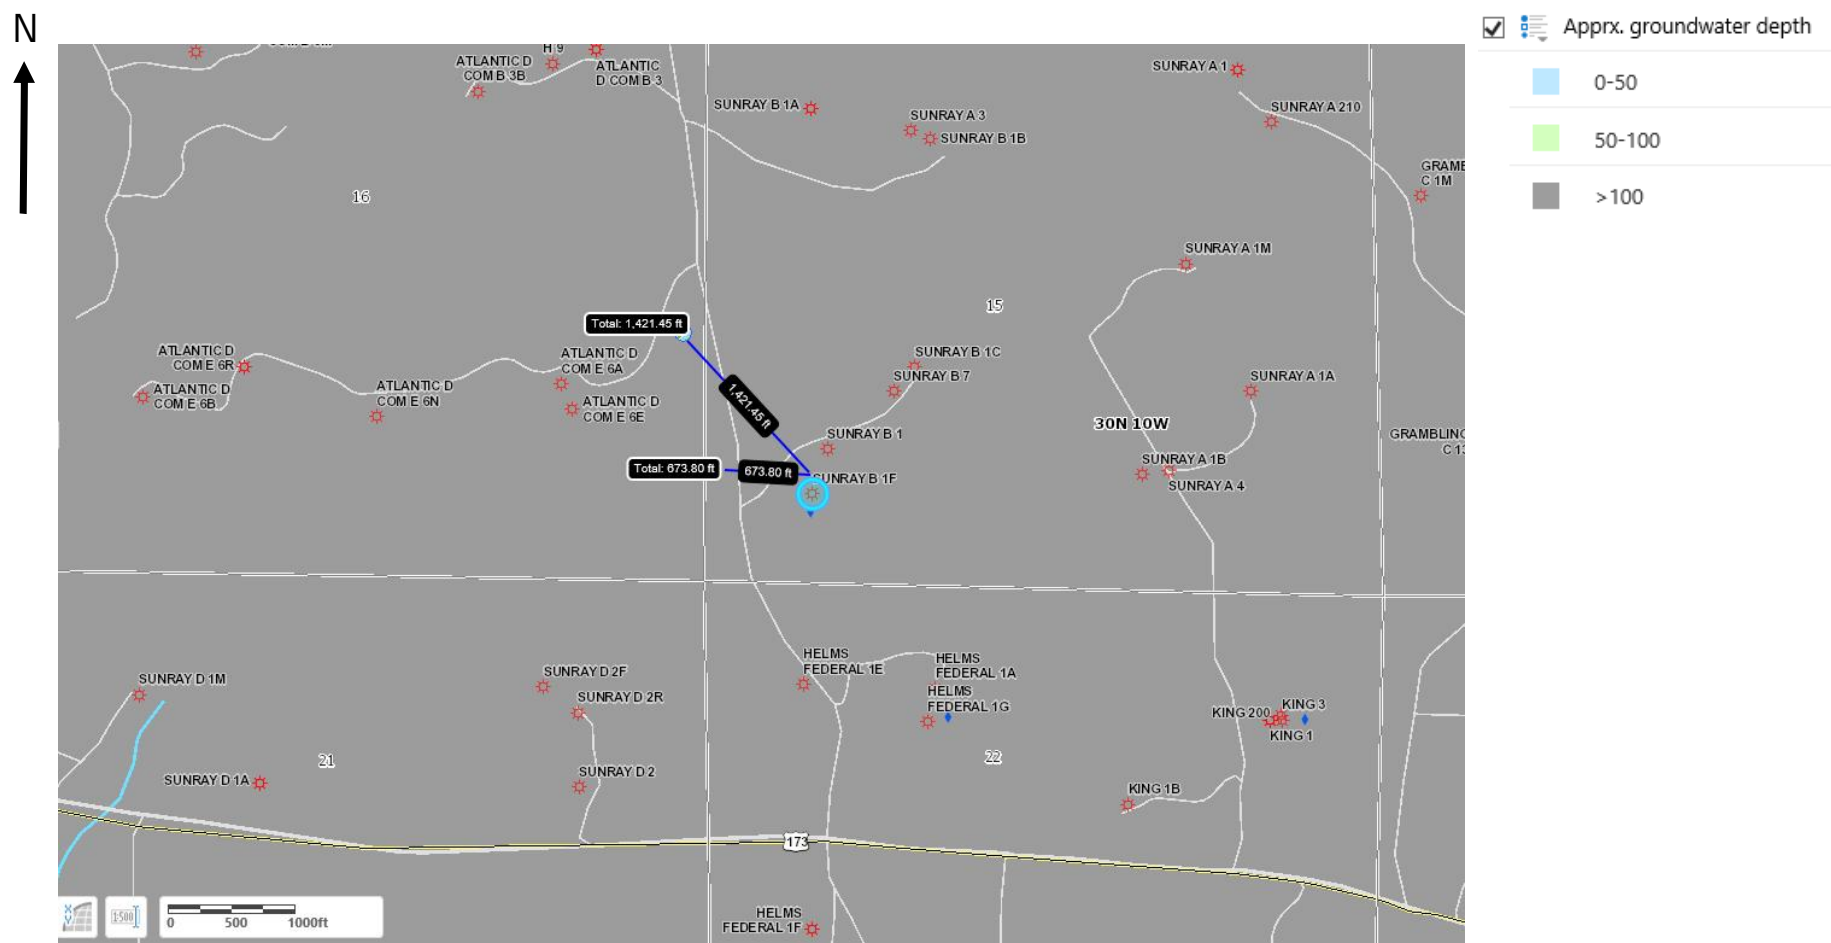 N
Apprx. groundwater depth
0-50
50-100
>100
H 9
ATLANTIC D
COM B 3B
ATLANTIC
D COM B 3
SUNRAY A 1
SUNRAY B 1A
SUNRAY A 3
SUNRAY B 1B
SUNRAY A 210
C 1M
16
SUNRAY A 1M
15
Total: 1,421.45 ft
ATLANTIC D
COM E 6R
ATLANTIC D
COM E 6B
ATLANTIC D
COM E 6A
ATLANTIC D
COM E 6N
ATLANTIC D
COM E 6E
1,421.45 ft
SUNRAY B 1C
SUNRAY B 7
SUNRAY A 1A
30N 10W
SUNRAY B 1
SUNRAY A 1B
SUNRAY A 4
Total: 673.80 ft
673.80 ft
SUNRAY B 1F
HELMS
FEDERAL 1E
HELMS
FEDERAL 1A
HELMS
FEDERAL 1G
SUNRAY D 1M
SUNRAY D 2F
SUNRAY D 2R
KING 3
KING 200
KING 1
21
22
SUNRAY D 1A
SUNRAY D 2
KING 1B
173
HELMS
FEDERAL 1F
1:500
0 500 1000ft